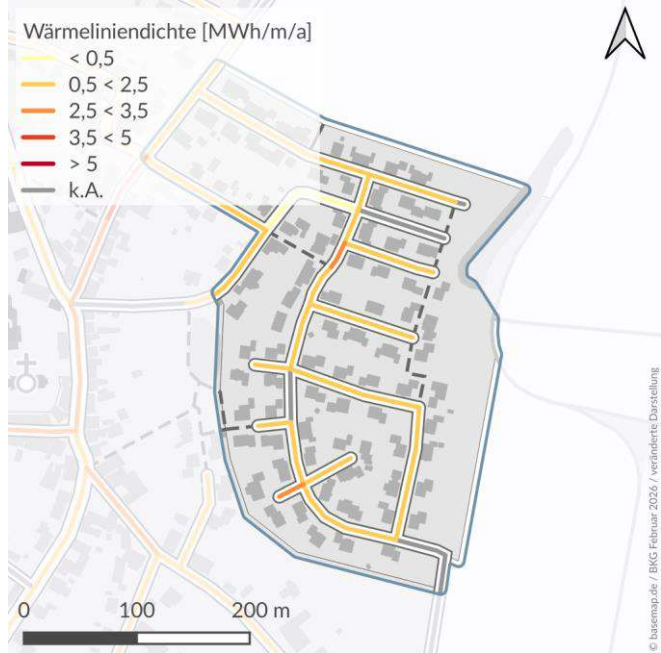 Wärmeliniendichte [MWh/m/a]
< 0,5
0,5 < 2,5
2,5 < 3,5
3,5 < 5
> 5
k.A.
0 100 200 m
© basemap.de / BKG Februar 2026 / veränderte Darstellung